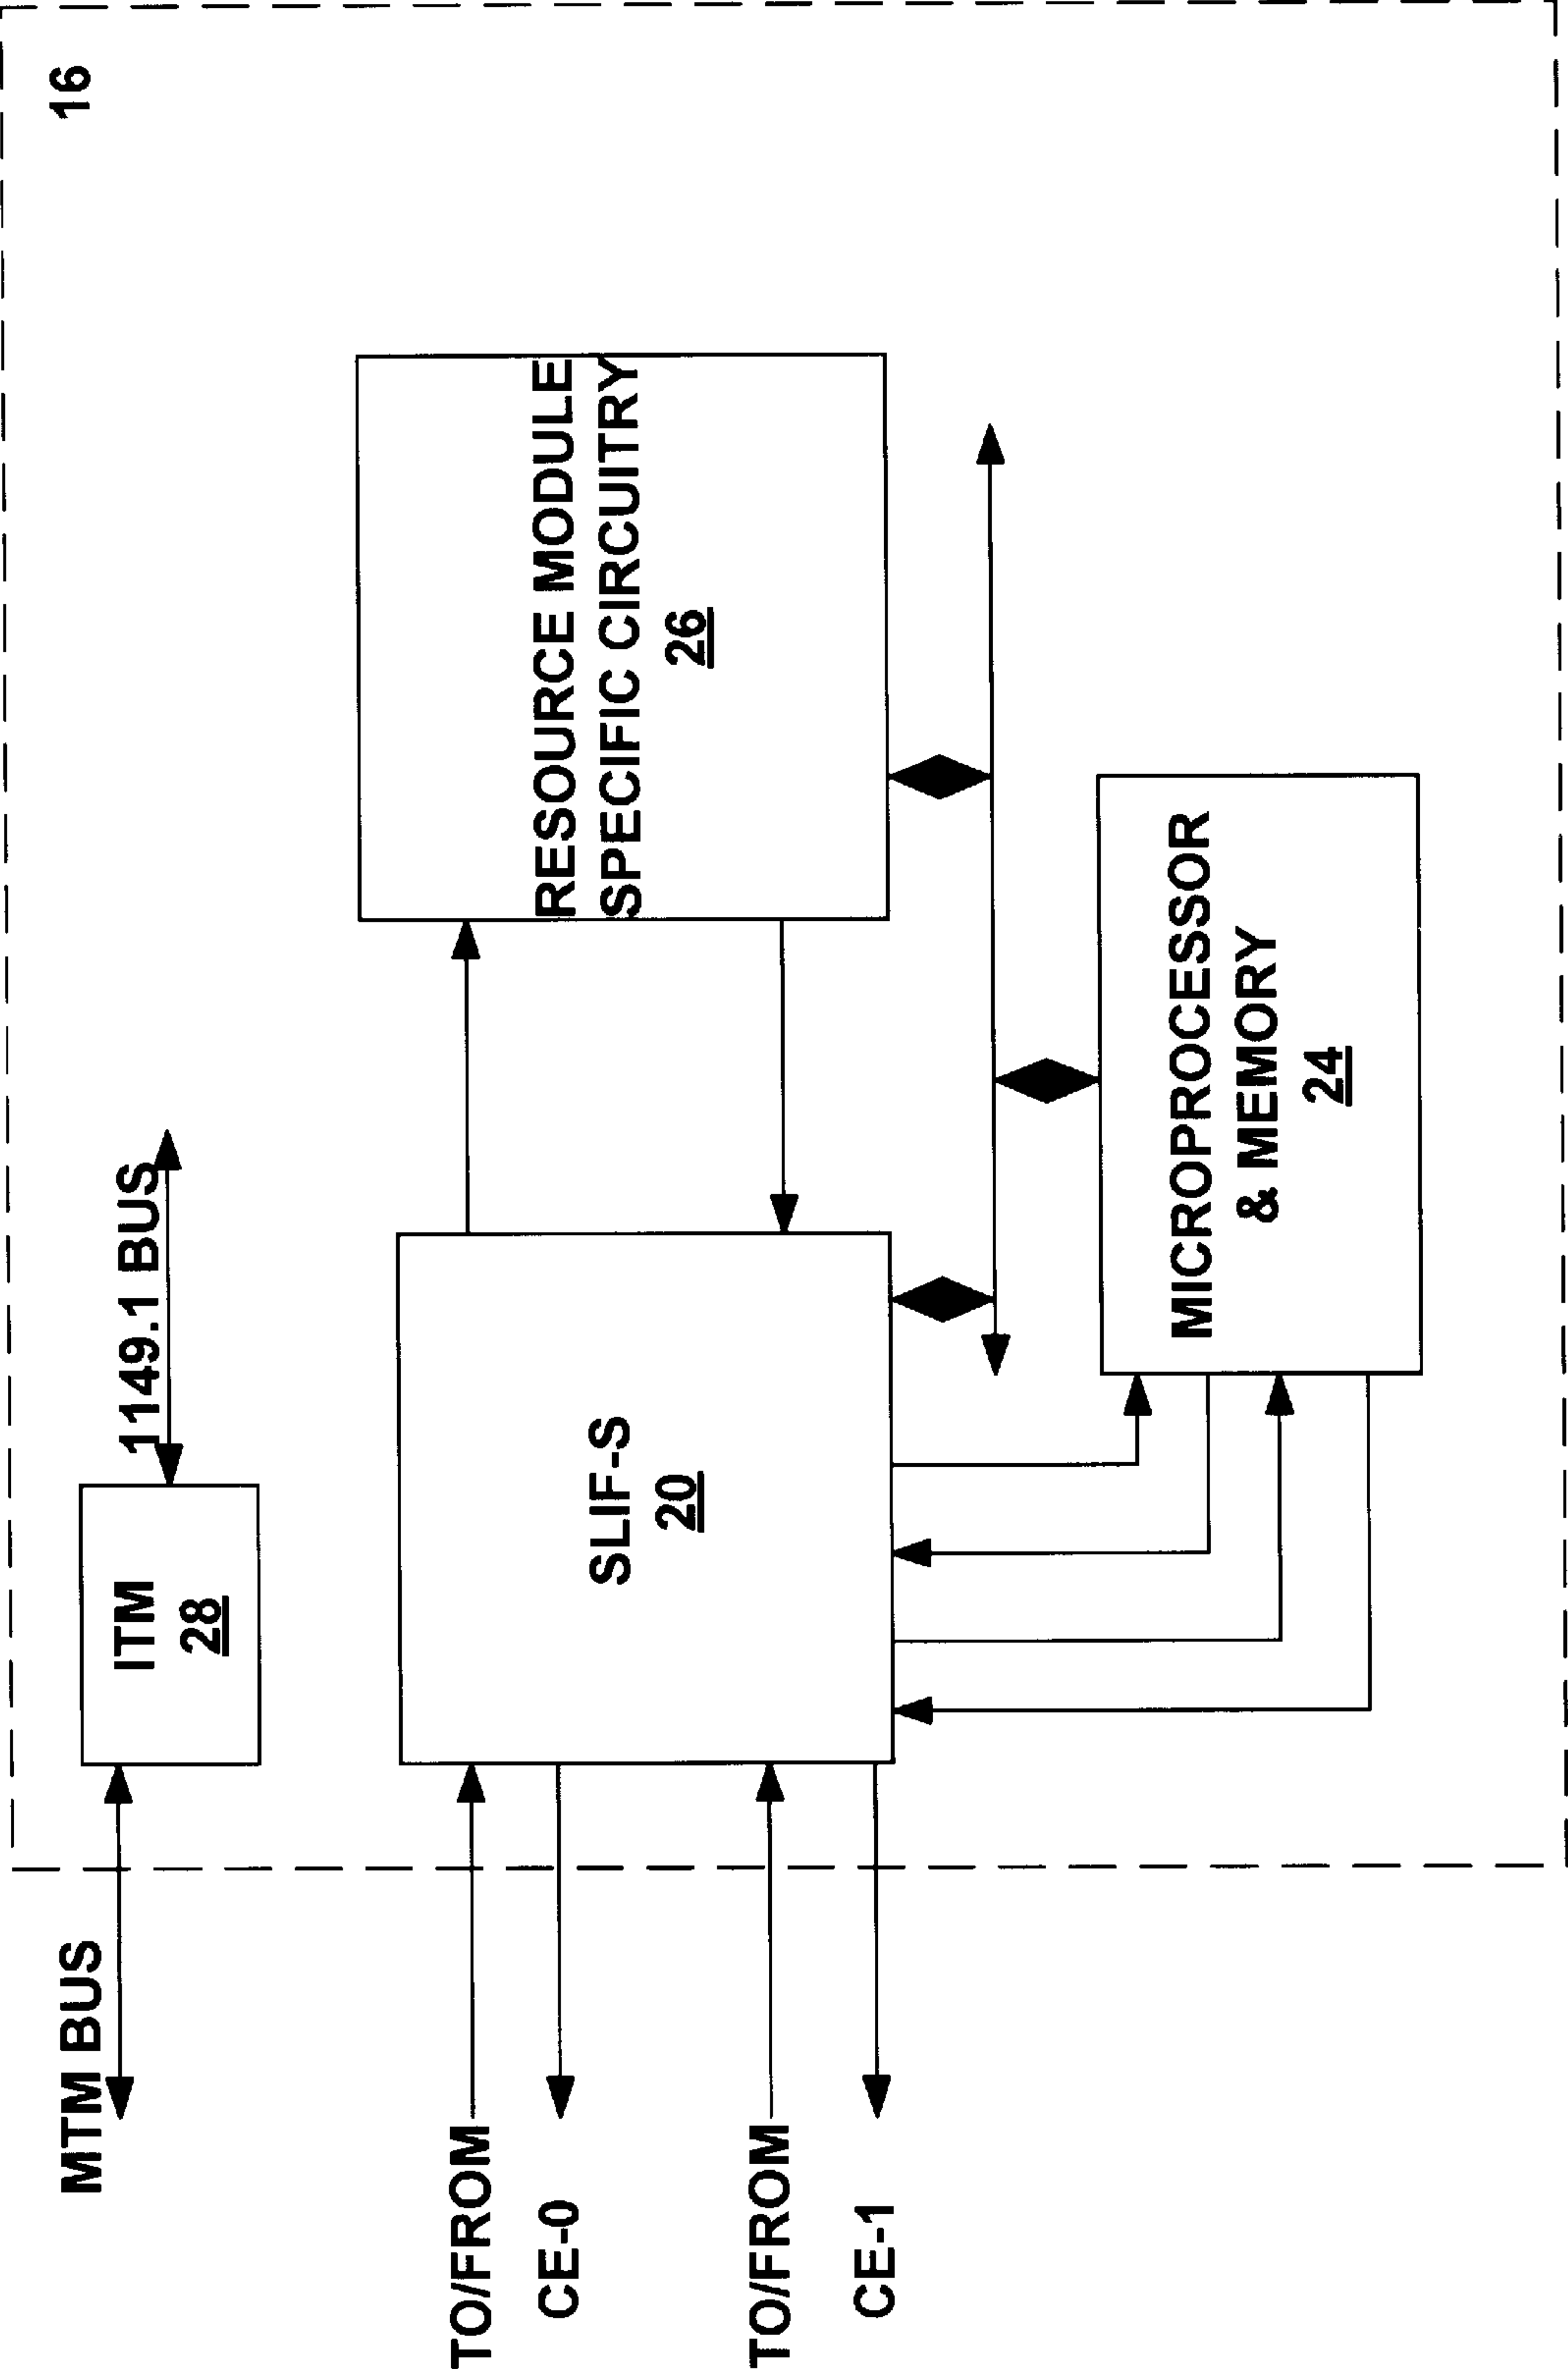 16
MTM BUS
1149.1 BUS
ITM
28
TO/FROM
CE-0
TO/FROM
CE-1
SLIF-S
20
RESOURCE MODULE
SPECIFIC CIRCUITRY
26
MICROPROCESSOR
& MEMORY
24